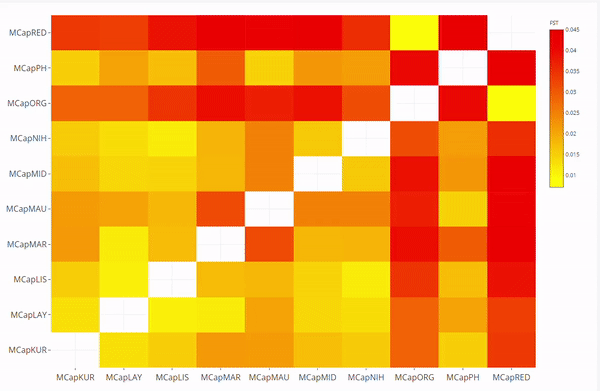 FST
MCapRED
0.045
MCapPH
0.04
0.035
MCapORG
0.03
0.025
MCapNIH
0.02
0.015
MCapMID
0.01
MCapMAU
MCapMAR
MCapLIS
MCapLAY
MCapKUR
MCapKUR MCapLAY MCapLIS MCapMAR MCapMAU MCapMID MCapNIH MCapORG MCapPH MCapRED